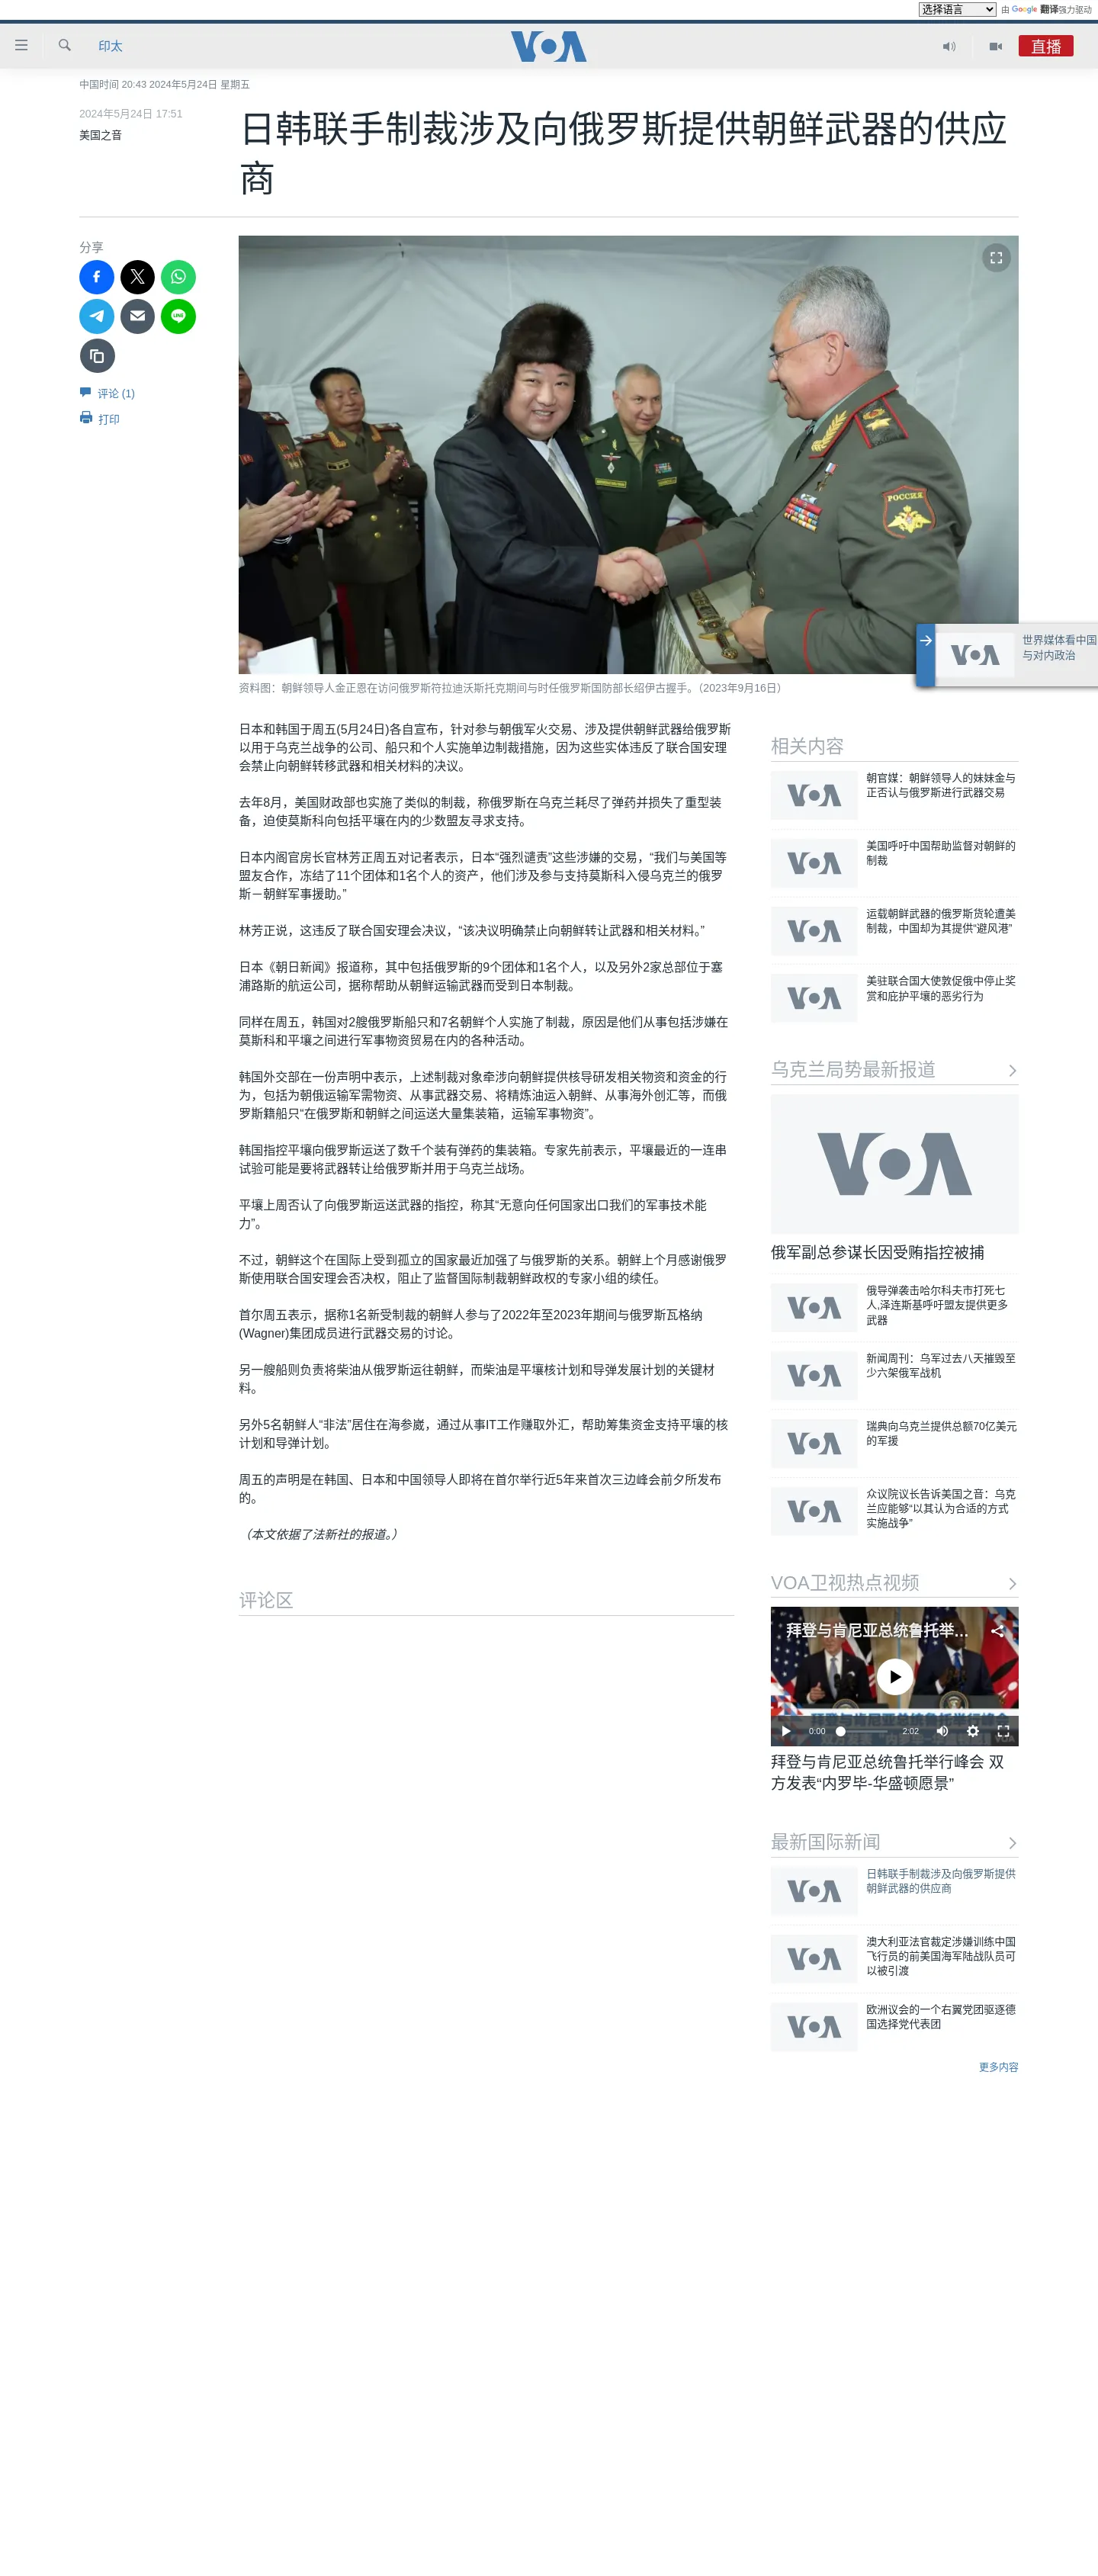 选择语言
由 Google 翻译强力驱动
印太
VOA
直播
中国时间 20:43 2024年5月24日 星期五
2024年5月24日 17:51
美国之音
日韩联手制裁涉及向俄罗斯提供朝鲜武器的供应
商
分享
LINE
评论 (1)
打印
РОССИЯ
VOA
世界媒体看中国
与对内政治
资料图：朝鲜领导人金正恩在访问俄罗斯符拉迪沃斯托克期间与时任俄罗斯国防部长绍伊古握手。（2023年9月16日）
日本和韩国于周五(5月24日)各自宣布，针对参与朝俄军火交易、涉及提供朝鲜武器给俄罗斯
以用于乌克兰战争的公司、船只和个人实施单边制裁措施，因为这些实体违反了联合国安理
会禁止向朝鲜转移武器和相关材料的决议。
去年8月，美国财政部也实施了类似的制裁，称俄罗斯在乌克兰耗尽了弹药并损失了重型装
备，迫使莫斯科向包括平壤在内的少数盟友寻求支持。
日本内阁官房长官林芳正周五对记者表示，日本“强烈谴责”这些涉嫌的交易，“我们与美国等
盟友合作，冻结了11个团体和1名个人的资产，他们涉及参与支持莫斯科入侵乌克兰的俄罗
斯－朝鲜军事援助。”
林芳正说，这违反了联合国安理会决议，“该决议明确禁止向朝鲜转让武器和相关材料。”
日本《朝日新闻》报道称，其中包括俄罗斯的9个团体和1名个人，以及另外2家总部位于塞
浦路斯的航运公司，据称帮助从朝鲜运输武器而受到日本制裁。
同样在周五，韩国对2艘俄罗斯船只和7名朝鲜个人实施了制裁，原因是他们从事包括涉嫌在
莫斯科和平壤之间进行军事物资贸易在内的各种活动。
韩国外交部在一份声明中表示，上述制裁对象牵涉向朝鲜提供核导研发相关物资和资金的行
为，包括为朝俄运输军需物资、从事武器交易、将精炼油运入朝鲜、从事海外创汇等，而俄
罗斯籍船只“在俄罗斯和朝鲜之间运送大量集装箱，运输军事物资”。
韩国指控平壤向俄罗斯运送了数千个装有弹药的集装箱。专家先前表示，平壤最近的一连串
试验可能是要将武器转让给俄罗斯并用于乌克兰战场。
平壤上周否认了向俄罗斯运送武器的指控，称其“无意向任何国家出口我们的军事技术能
力”。
不过，朝鲜这个在国际上受到孤立的国家最近加强了与俄罗斯的关系。朝鲜上个月感谢俄罗
斯使用联合国安理会否决权，阻止了监督国际制裁朝鲜政权的专家小组的续任。
首尔周五表示，据称1名新受制裁的朝鲜人参与了2022年至2023年期间与俄罗斯瓦格纳
(Wagner)集团成员进行武器交易的讨论。
另一艘船则负责将柴油从俄罗斯运往朝鲜，而柴油是平壤核计划和导弹发展计划的关键材
料。
另外5名朝鲜人“非法”居住在海参崴，通过从事IT工作赚取外汇，帮助筹集资金支持平壤的核
计划和导弹计划。
周五的声明是在韩国、日本和中国领导人即将在首尔举行近5年来首次三边峰会前夕所发布
的。
（本文依据了法新社的报道。）
评论区
相关内容
VOA
朝官媒：朝鲜领导人的妹妹金与
正否认与俄罗斯进行武器交易
VOA
美国呼吁中国帮助监督对朝鲜的
制裁
VOA
运载朝鲜武器的俄罗斯货轮遭美
制裁，中国却为其提供“避风港”
VOA
美驻联合国大使敦促俄中停止奖
赏和庇护平壤的恶劣行为
乌克兰局势最新报道
VOA
俄军副总参谋长因受贿指控被捕
VOA
俄导弹袭击哈尔科夫市打死七
人,泽连斯基呼吁盟友提供更多
武器
VOA
新闻周刊：乌军过去八天摧毁至
少六架俄军战机
VOA
瑞典向乌克兰提供总额70亿美元
的军援
VOA
众议院议长告诉美国之音：乌克
兰应能够“以其认为合适的方式
实施战争”
VOA卫视热点视频
拜登与肯尼亚总统鲁托举…
拜登与肯尼亚总统鲁托举行峰会
0:00
2:02
VOA
拜登与肯尼亚总统鲁托举行峰会 双
方发表“内罗毕-华盛顿愿景”
最新国际新闻
VOA
日韩联手制裁涉及向俄罗斯提供
朝鲜武器的供应商
VOA
澳大利亚法官裁定涉嫌训练中国
飞行员的前美国海军陆战队员可
以被引渡
VOA
欧洲议会的一个右翼党团驱逐德
国选择党代表团
更多内容